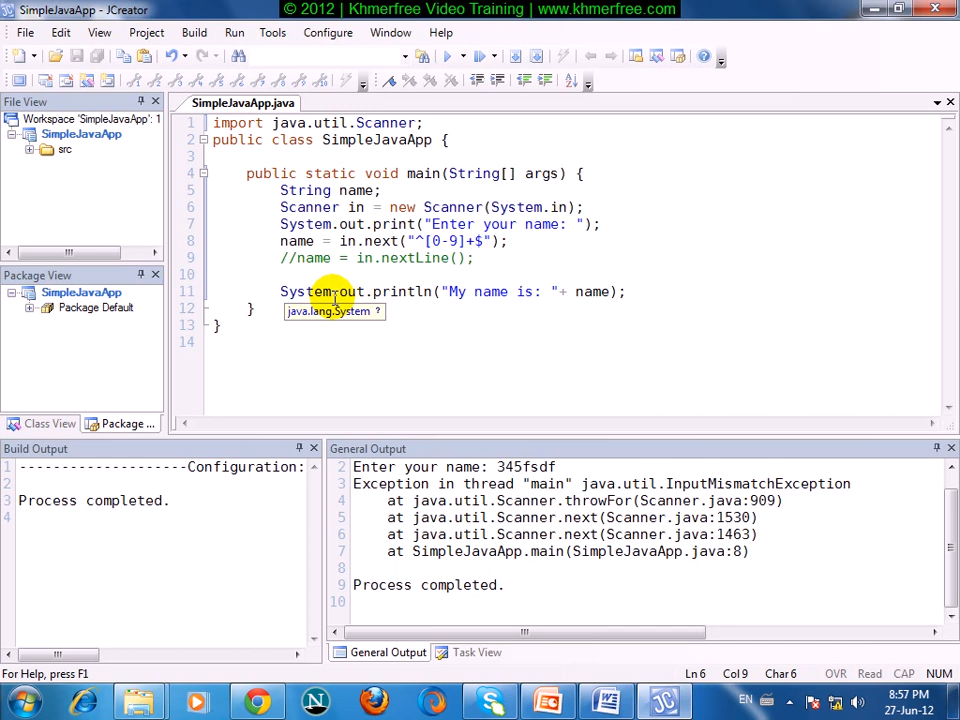 SimpleJavaApp - JCreator
© 2012 | Khmerfree Video Training | www.khmerfree.com
File Edit View Project Build Run Tools Configure Window Help
File View
Workspace 'SimpleJavaApp': 1
SimpleJavaApp
src
Package View
SimpleJavaApp
Package Default
Class View Package ...
SimpleJavaApp.java
1 import java.util.Scanner;
2 public class SimpleJavaApp {
3
4 public static void main(String[] args) {
5 String name;
6 Scanner in = new Scanner(System.in);
7 System.out.print("Enter your name: ");
8 name = in.next("^[0-9]+$");
9 //name = in.nextLine();
10
11 System.out.println("My name is: "+ name);
12 }
java.lang.System ?
13 }
14
Build Output
1 --------------------Configuration:
2
3 Process completed.
4
General Output
2 Enter your name: 345fsdf
3 Exception in thread "main" java.util.InputMismatchException
4 at java.util.Scanner.throwFor(Scanner.java:909)
5 at java.util.Scanner.next(Scanner.java:1530)
6 at java.util.Scanner.next(Scanner.java:1463)
7 at SimpleJavaApp.main(SimpleJavaApp.java:8)
8
9 Process completed.
10
General Output Task View
For Help, press F1
Ln 6 Col 9 Char 6 OVR Read CAP NUM
EN
8:57 PM
27-Jun-12